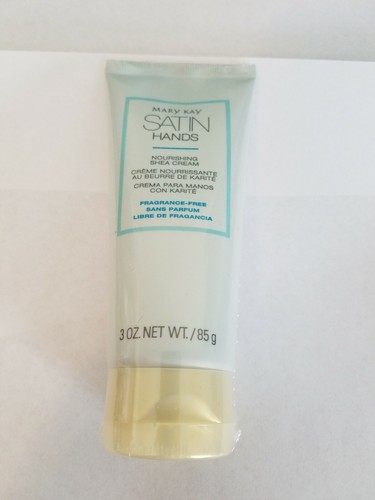 MARY KAY
SATIN
HANDS
NOURISHING
SHEA CREAM
CRÈME NOURRISSANTE
AU BEURRE DE KARITÉ
CREMA PARA MANOS
CON KARITÉ
FRAGRANCE-FREE
SANS PARFUM
LIBRE DE FRAGANCIA
3 OZ. NET WT. / 85 g